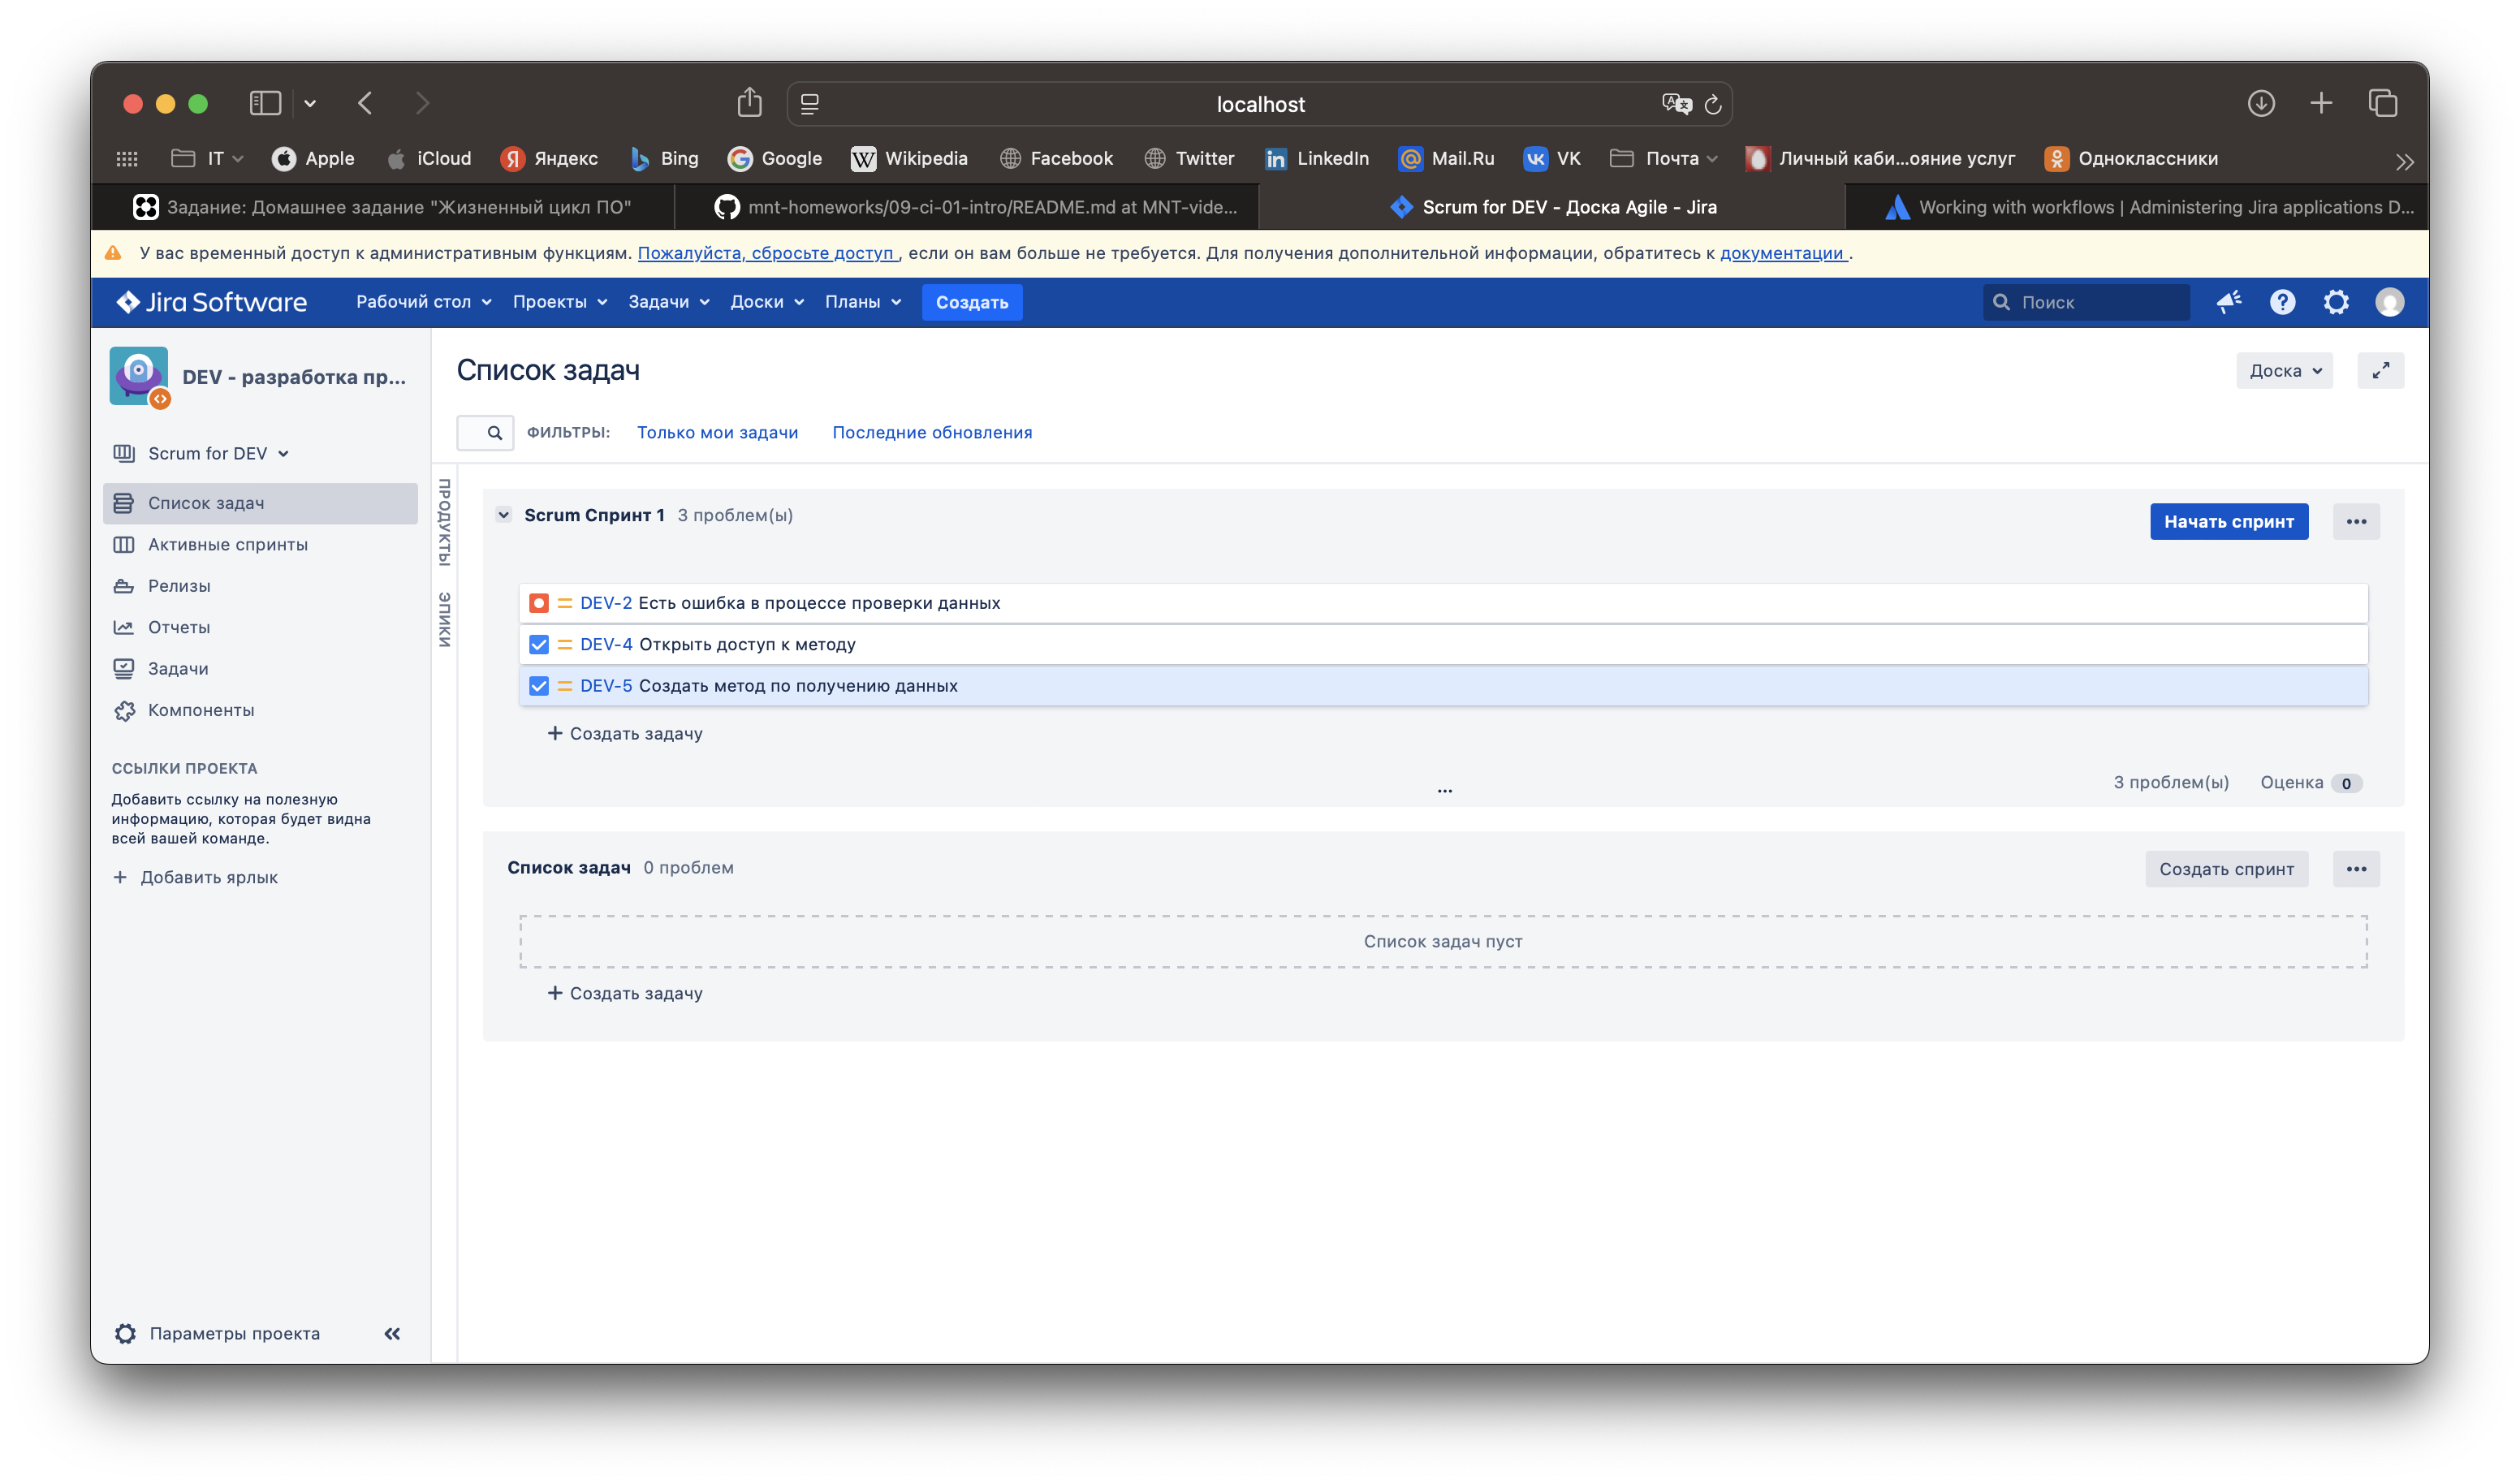 localhost
IT
Apple
iCloud
Яндекс
Bing
Google
Wikipedia
Facebook
Twitter
LinkedIn
Mail.Ru
VK
Почта
Личный каби...ояние услуг
Одноклассники
Задание: Домашнее задание "Жизненный цикл ПО"
mnt-homeworks/09-ci-01-intro/README.md at MNT-vide...
Scrum for DEV - Доска Agile - Jira
Working with workflows | Administering Jira applications D...
У вас временный доступ к административным функциям. Пожалуйста, сбросьте доступ , если он вам больше не требуется. Для получения дополнительной информации, обратитесь к документации .
Jira Software
Рабочий стол
Проекты
Задачи
Доски
Планы
Создать
Поиск
DEV - разработка пр...
Scrum for DEV
Список задач
Активные спринты
Релизы
Отчеты
Задачи
Компоненты
ССЫЛКИ ПРОЕКТА
Добавить ссылку на полезную
информацию, которая будет видна
всей вашей команде.
+ Добавить ярлык
Параметры проекта
Список задач
Доска
ФИЛЬТРЫ:
Только мои задачи
Последние обновления
ПРОДУКТЫ
ЭПИКИ
Scrum Спринт 1 3 проблем(ы)
Начать спринт
•••
DEV-2 Есть ошибка в процессе проверки данных
DEV-4 Открыть доступ к методу
DEV-5 Создать метод по получению данных
+ Создать задачу
...
3 проблем(ы)
Оценка 0
Список задач 0 проблем
Создать спринт
•••
Список задач пуст
+ Создать задачу